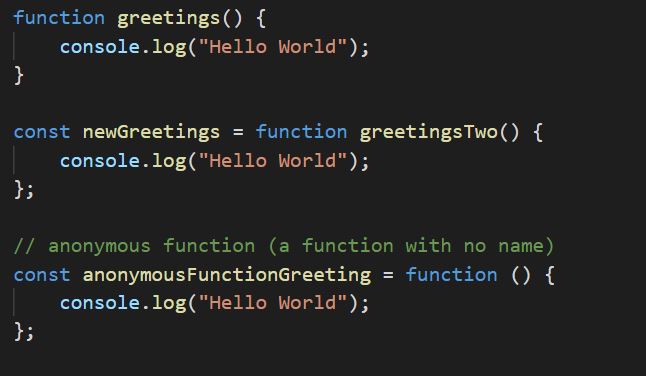 function greetings() {
    console.log("Hello World");
}

const newGreetings = function greetingsTwo() {
    console.log("Hello World");
};

// anonymous function (a function with no name)
const anonymousFunctionGreeting = function () {
    console.log("Hello World");
};